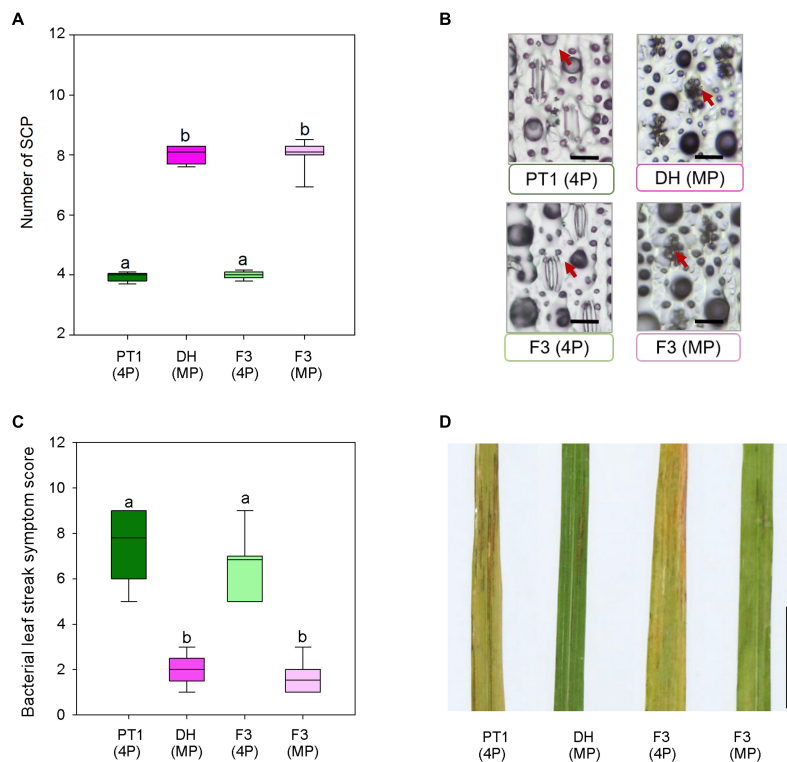 A
Number of SCP
12
10
8
6
4
2
a
b
a
b
PT1
(4P)
DH
(MP)
F3
(4P)
F3
(MP)
B
PT1 (4P)
DH (MP)
F3 (4P)
F3 (MP)
C
Bacterial leaf streak symptom score
12
10
8
6
4
2
0
a
b
a
b
PT1
(4P)
DH
(MP)
F3
(4P)
F3
(MP)
D
PT1
(4P)
DH
(MP)
F3
(4P)
F3
(MP)